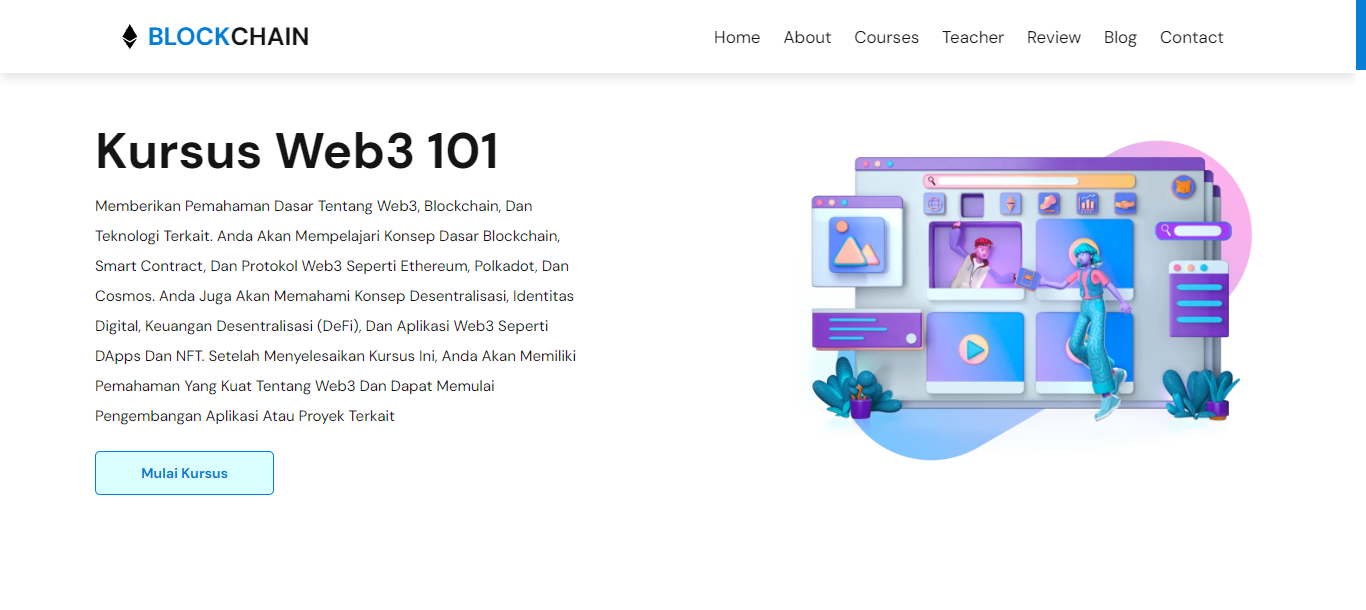 BLOCKCHAIN
Home About Courses Teacher Review Blog Contact
Kursus Web3 101
Memberikan Pemahaman Dasar Tentang Web3, Blockchain, Dan
Teknologi Terkait. Anda Akan Mempelajari Konsep Dasar Blockchain,
Smart Contract, Dan Protokol Web3 Seperti Ethereum, Polkadot, Dan
Cosmos. Anda Juga Akan Memahami Konsep Desentralisasi, Identitas
Digital, Keuangan Desentralisasi (DeFi), Dan Aplikasi Web3 Seperti
DApps Dan NFT. Setelah Menyelesaikan Kursus Ini, Anda Akan Memiliki
Pemahaman Yang Kuat Tentang Web3 Dan Dapat Memulai
Pengembangan Aplikasi Atau Proyek Terkait
Mulai Kursus